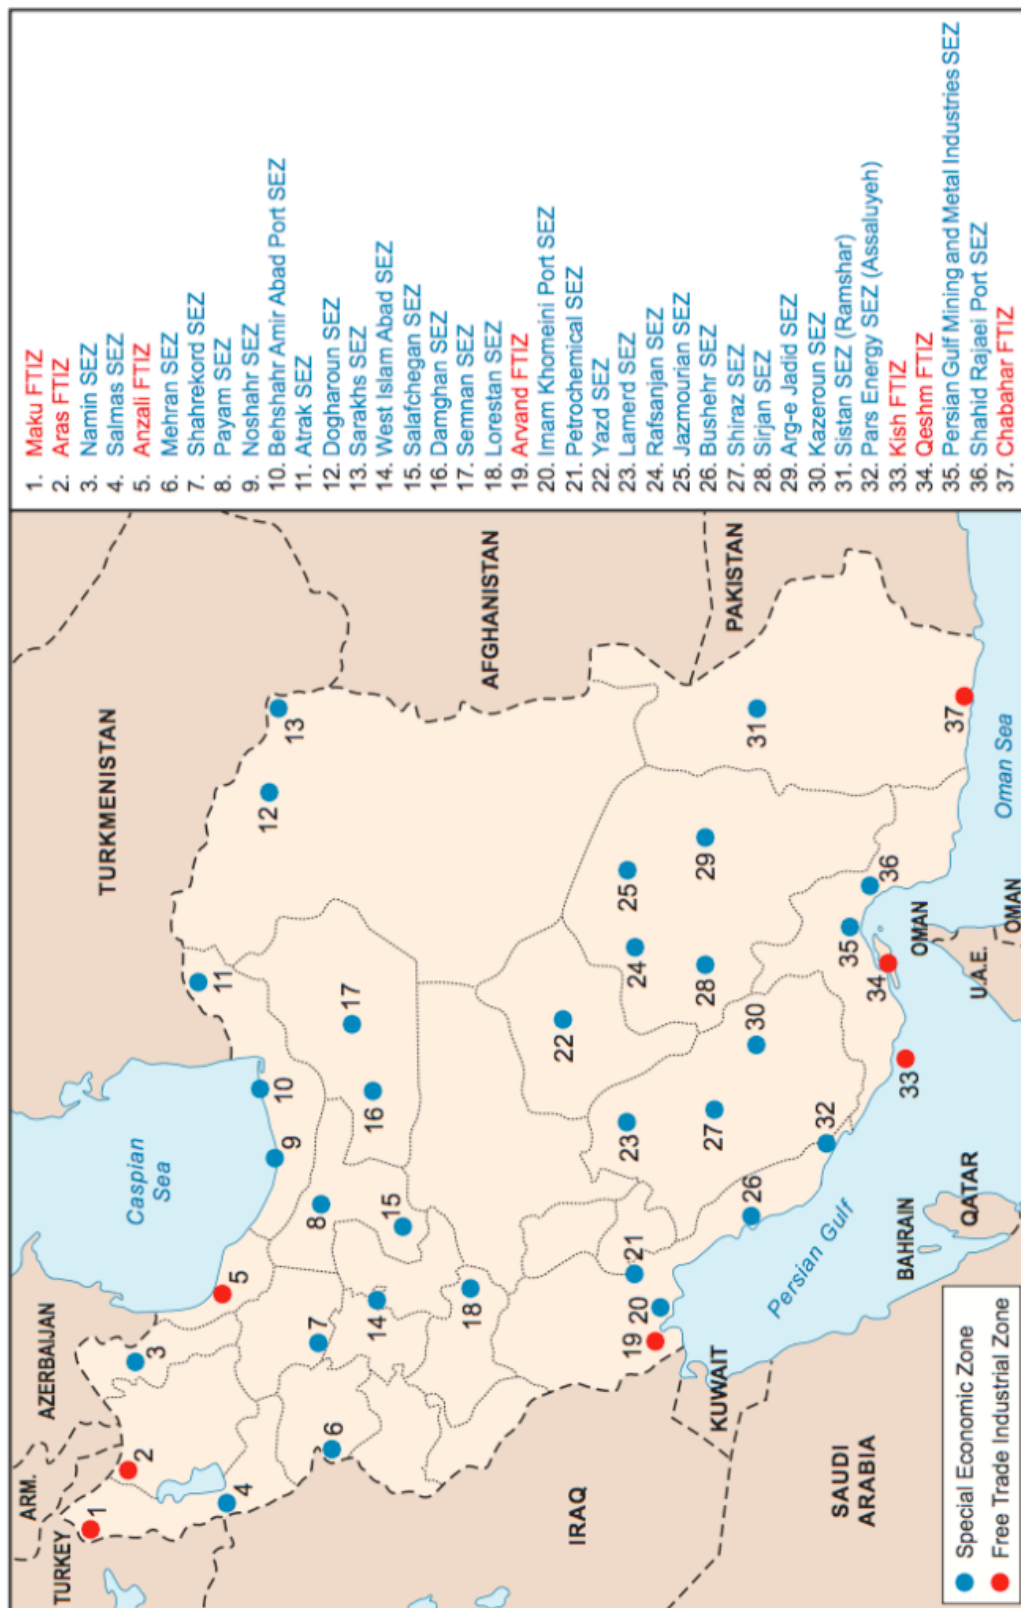 TURKEY
ARM.
AZERBAIJAN
Caspian
Sea
TURKMENISTAN
AFGHANISTAN
PAKISTAN
IRAQ
KUWAIT
SAUDI
ARABIA
Persian Gulf
BAHRAIN
QATAR
U.A.E.
OMAN
OMAN
Oman Sea
1
2
3
4
5
6
7
8
9
10
11
12
13
14
15
16
17
18
19
20
21
22
23
24
25
26
27
28
29
30
31
32
33
34
35
36
37
Special Economic Zone
Free Trade Industrial Zone
1. Maku FTIZ
2. Aras FTIZ
3. Namin SEZ
4. Salmas SEZ
5. Anzali FTIZ
6. Mehran SEZ
7. Shahrekord SEZ
8. Payam SEZ
9. Noshahr SEZ
10. Behshahr Amir Abad Port SEZ
11. Atrak SEZ
12. Dogharoun SEZ
13. Sarakhs SEZ
14. West Islam Abad SEZ
15. Salafchegan SEZ
16. Damghan SEZ
17. Semnan SEZ
18. Lorestan SEZ
19. Arvand FTIZ
20. Imam Khomeini Port SEZ
21. Petrochemical SEZ
22. Yazd SEZ
23. Lamerd SEZ
24. Rafsanjan SEZ
25. Jazmourian SEZ
26. Bushehr SEZ
27. Shiraz SEZ
28. Sirjan SEZ
29. Arg-e Jadid SEZ
30. Kazeroun SEZ
31. Sistan SEZ (Ramshar)
32. Pars Energy SEZ (Assaluyeh)
33. Kish FTIZ
34. Qeshm FTIZ
35. Persian Gulf Mining and Metal Industries SEZ
36. Shahid Rajaei Port SEZ
37. Chabahar FTIZ